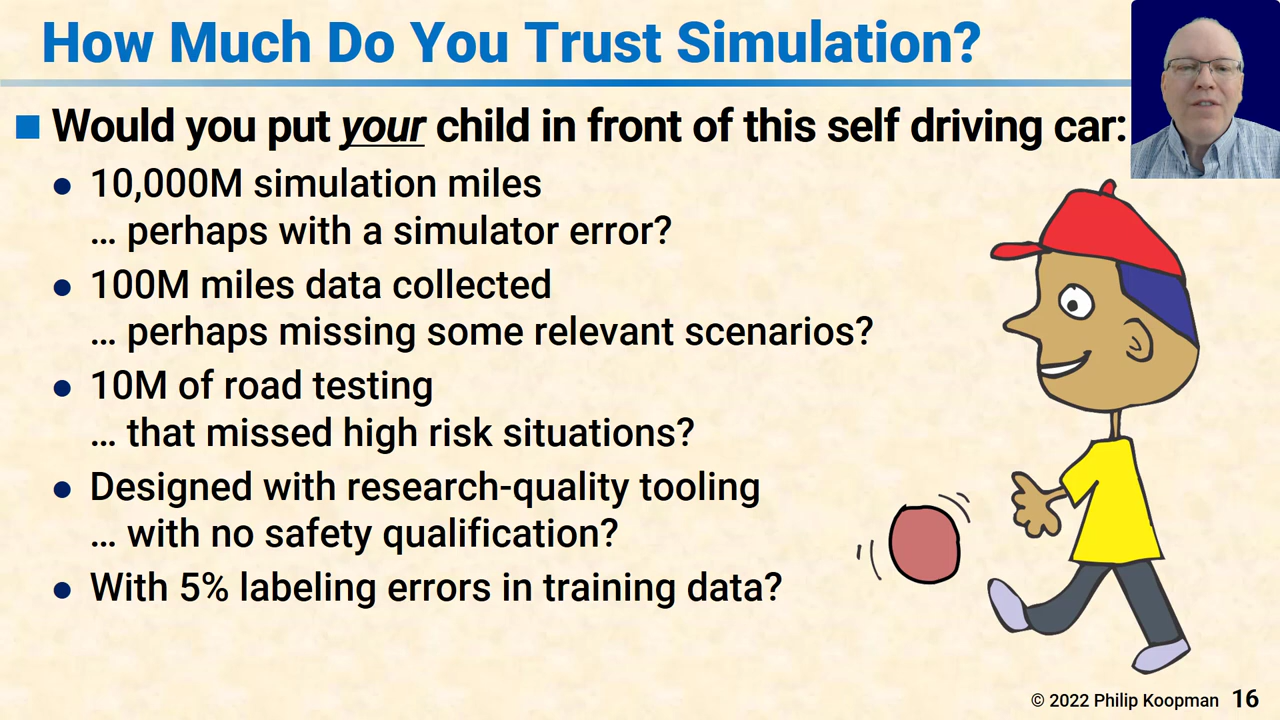 How Much Do You Trust Simulation?
Would you put your child in front of this self driving car:
10,000M simulation miles
… perhaps with a simulator error?
100M miles data collected
… perhaps missing some relevant scenarios?
10M of road testing
… that missed high risk situations?
Designed with research-quality tooling
… with no safety qualification?
With 5% labeling errors in training data?
© 2022 Philip Koopman 16